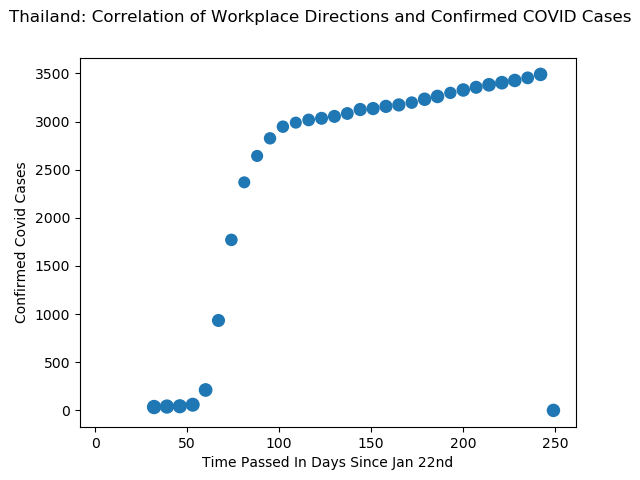 Thailand: Correlation of Workplace Directions and Confirmed COVID Cases
3500
3000
2500
2000
1500
1000
500
0
Confirmed Covid Cases
0 50 100 150 200 250
Time Passed In Days Since Jan 22nd